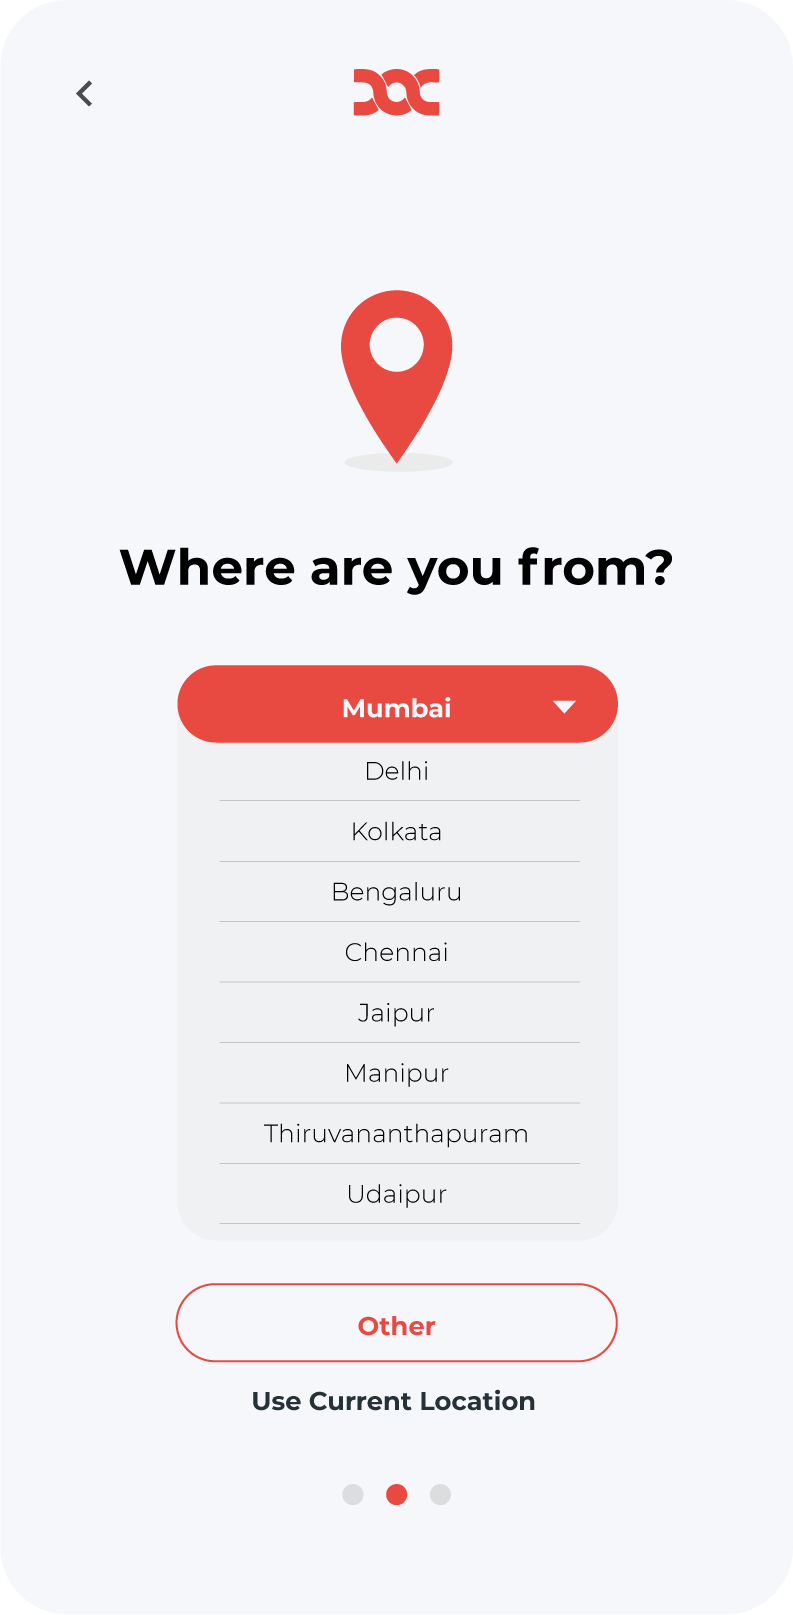 Where are you from?
Mumbai
Delhi
Kolkata
Bengaluru
Chennai
Jaipur
Manipur
Thiruvananthapuram
Udaipur
Other
Use Current Location